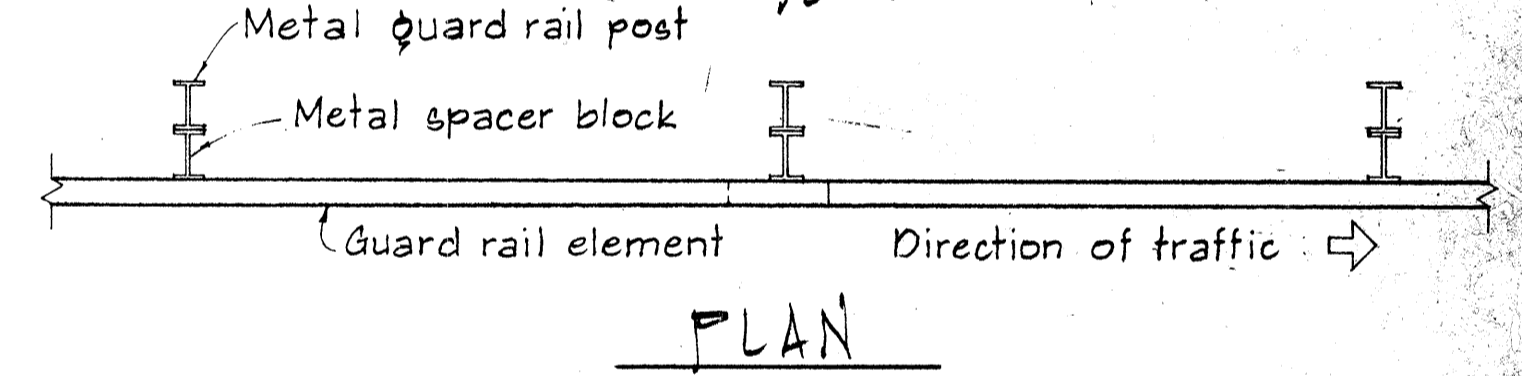 Metal guard rail post
Metal spacer block
Guard rail element
Direction of traffic
PLAN